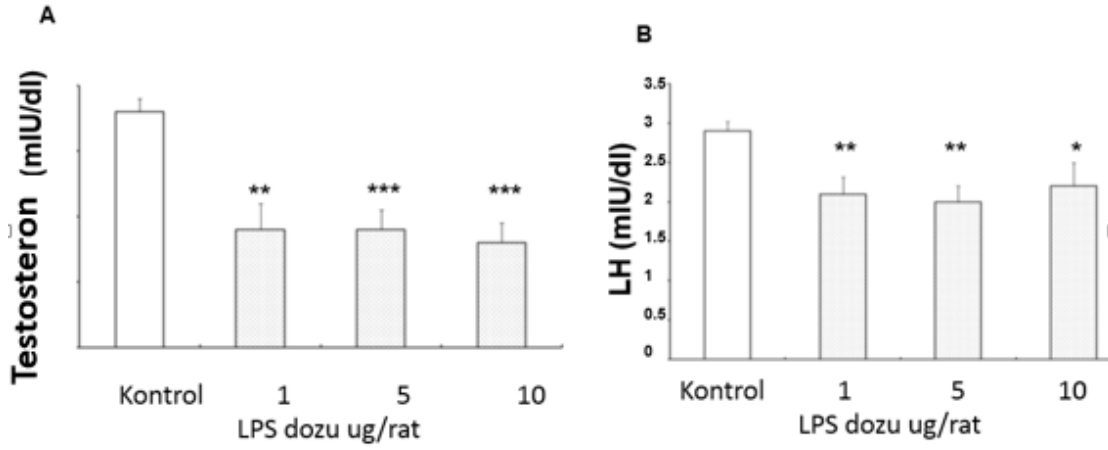 A
Testosteron (mIU/dl)
**
***
***
Kontrol 1 5 10
LPS dozu ug/rat
B
LH (mIU/dl)
3.5
3
2.5
2
1.5
1
0.5
0
**
**
*
Kontrol 1 5 10
LPS dozu ug/rat